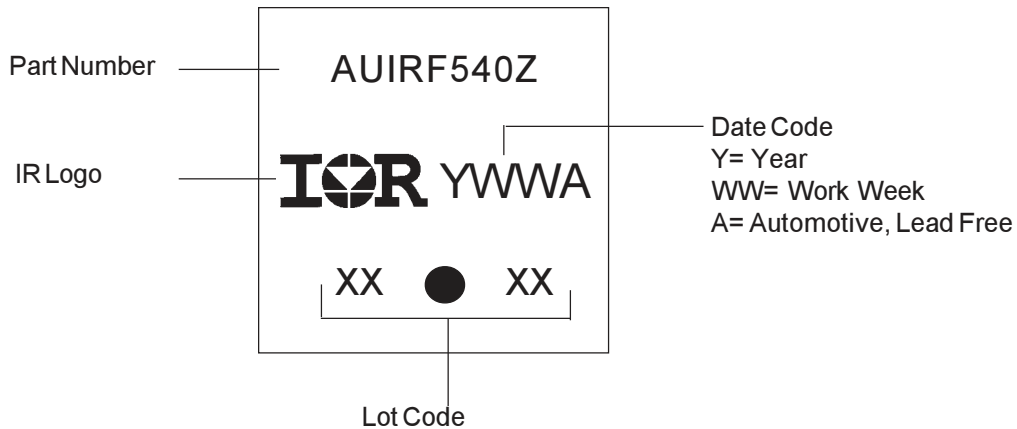 Part Number
AUIRF540Z
IR Logo
IOR YWWA
Date Code
Y= Year
WW= Work Week
A= Automotive, Lead Free
XX XX
Lot Code